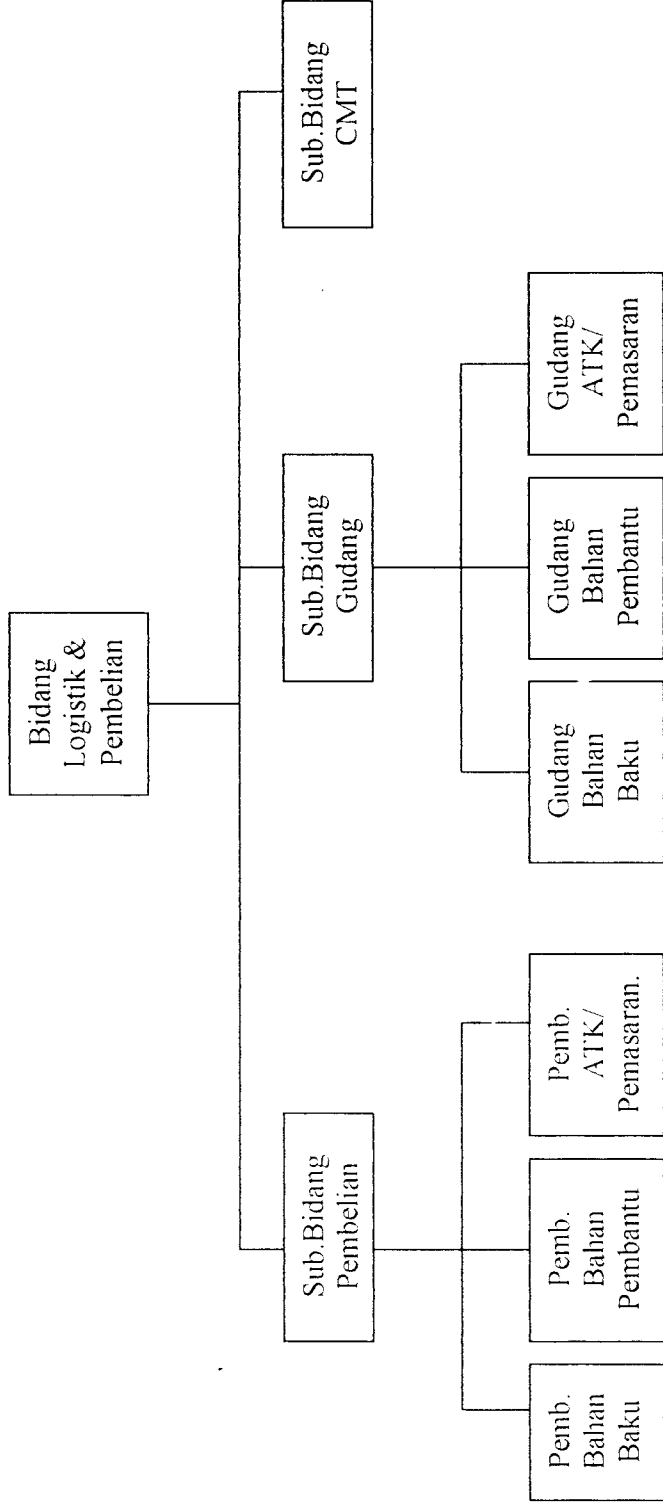 Bidang
Logistik &
Pembelian
Sub.Bidang
Pembelian
Sub.Bidang
Gudang
Sub.Bidang
CMT
Pemb.
Bahan
Baku
Pemb.
Bahan
Pembantu
Pemb.
ATK/
Pemasaran.
Gudang
Bahan
Baku
Gudang
Bahan
Pembantu
Gudang
ATK/
Pemasaran